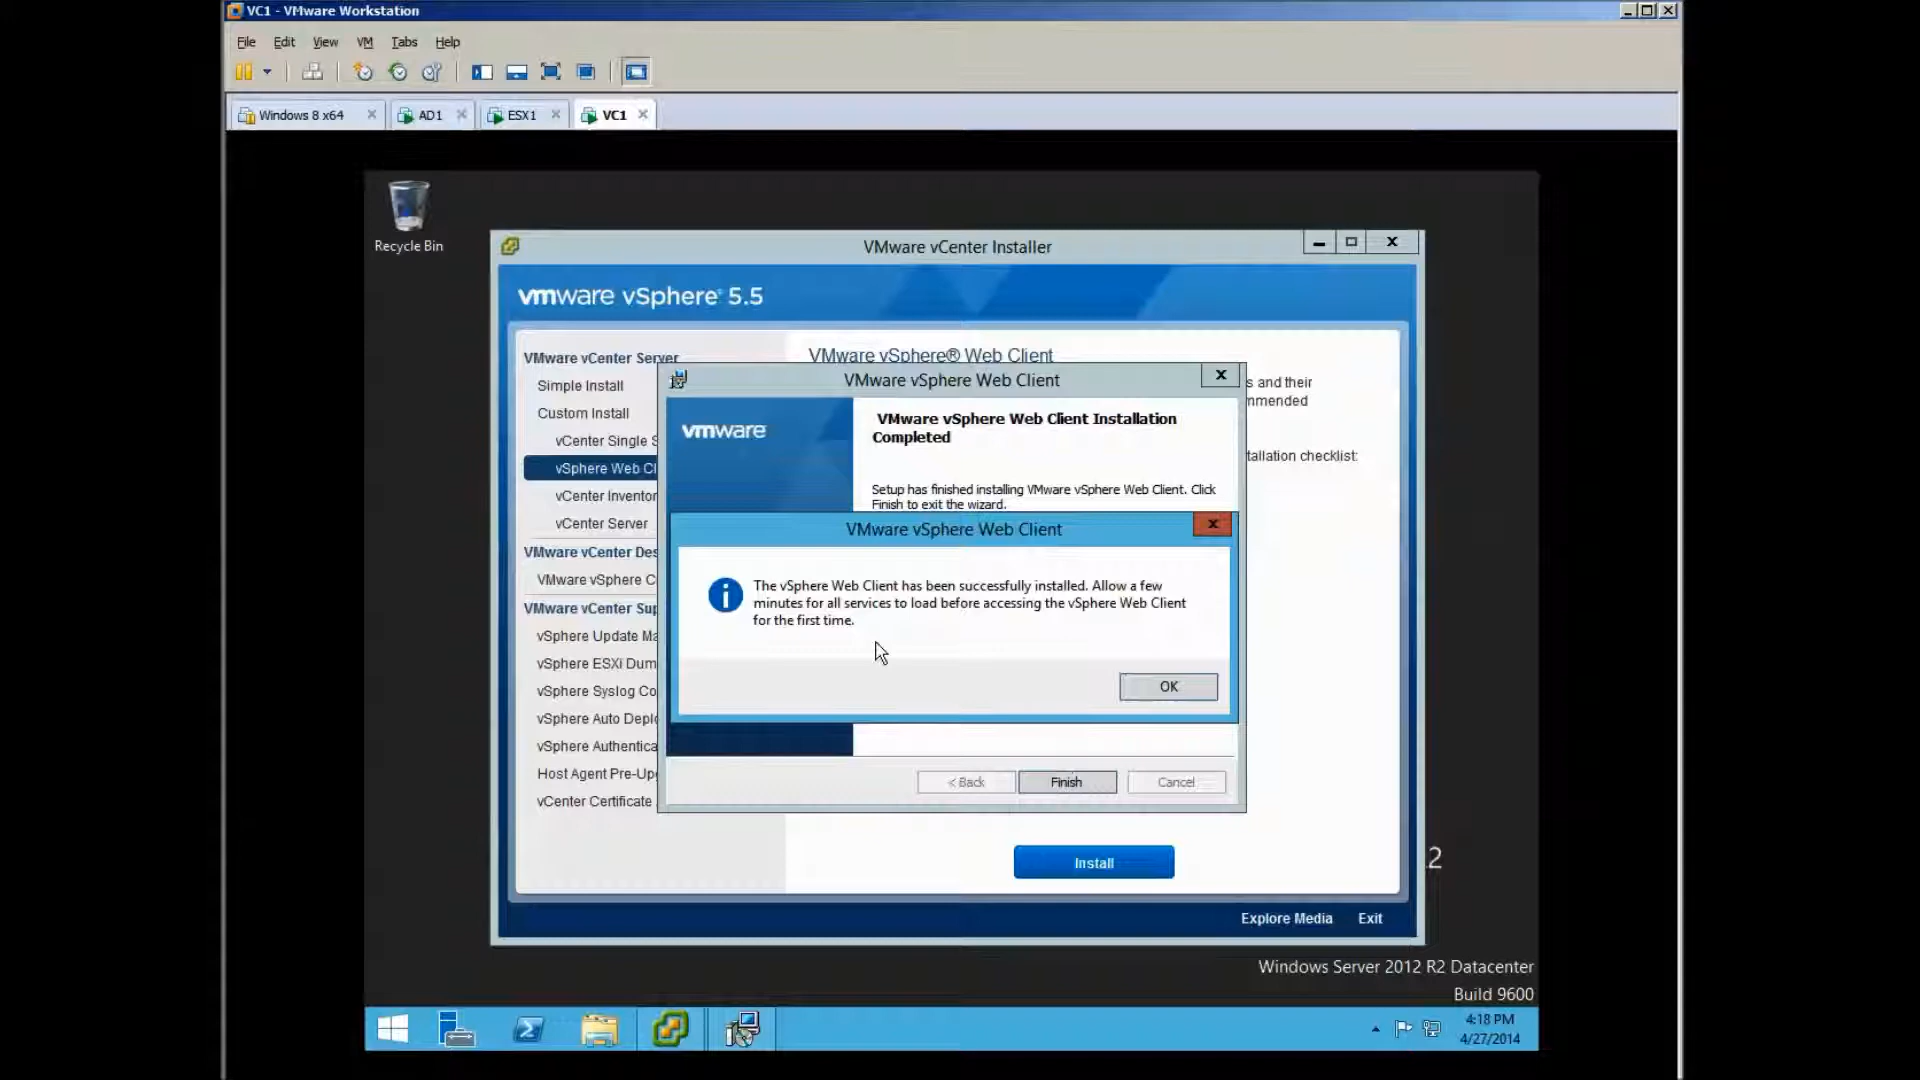 VC1 - VMware Workstation
File Edit View VM Tabs Help
Windows 8 x64 AD1 ESX1 VC1
Recycle Bin
VMware vCenter Installer
vmware vSphere® 5.5
VMware vCenter Server
Simple Install
Custom Install
vCenter Single S
vSphere Web Cl
vCenter Inventor
vCenter Server
VMware vCenter Des
VMware vSphere C
VMware vCenter Sup
vSphere Update Ma
vSphere ESXi Dum
vSphere Syslog Co
vSphere Auto Deplo
vSphere Authentica
Host Agent Pre-Upg
vCenter Certificate
VMware vSphere® Web Client
s and their
mmended
tallation checklist:
VMware vSphere Web Client
vmware
VMware vSphere Web Client Installation
Completed
Setup has finished installing VMware vSphere Web Client. Click
Finish to exit the wizard.
VMware vSphere Web Client
The vSphere Web Client has been successfully installed. Allow a few
minutes for all services to load before accessing the vSphere Web Client
for the first time.
OK
< Back Finish Cancel
Install
Explore Media Exit
2
Windows Server 2012 R2 Datacenter
Build 9600
4:18 PM
4/27/2014